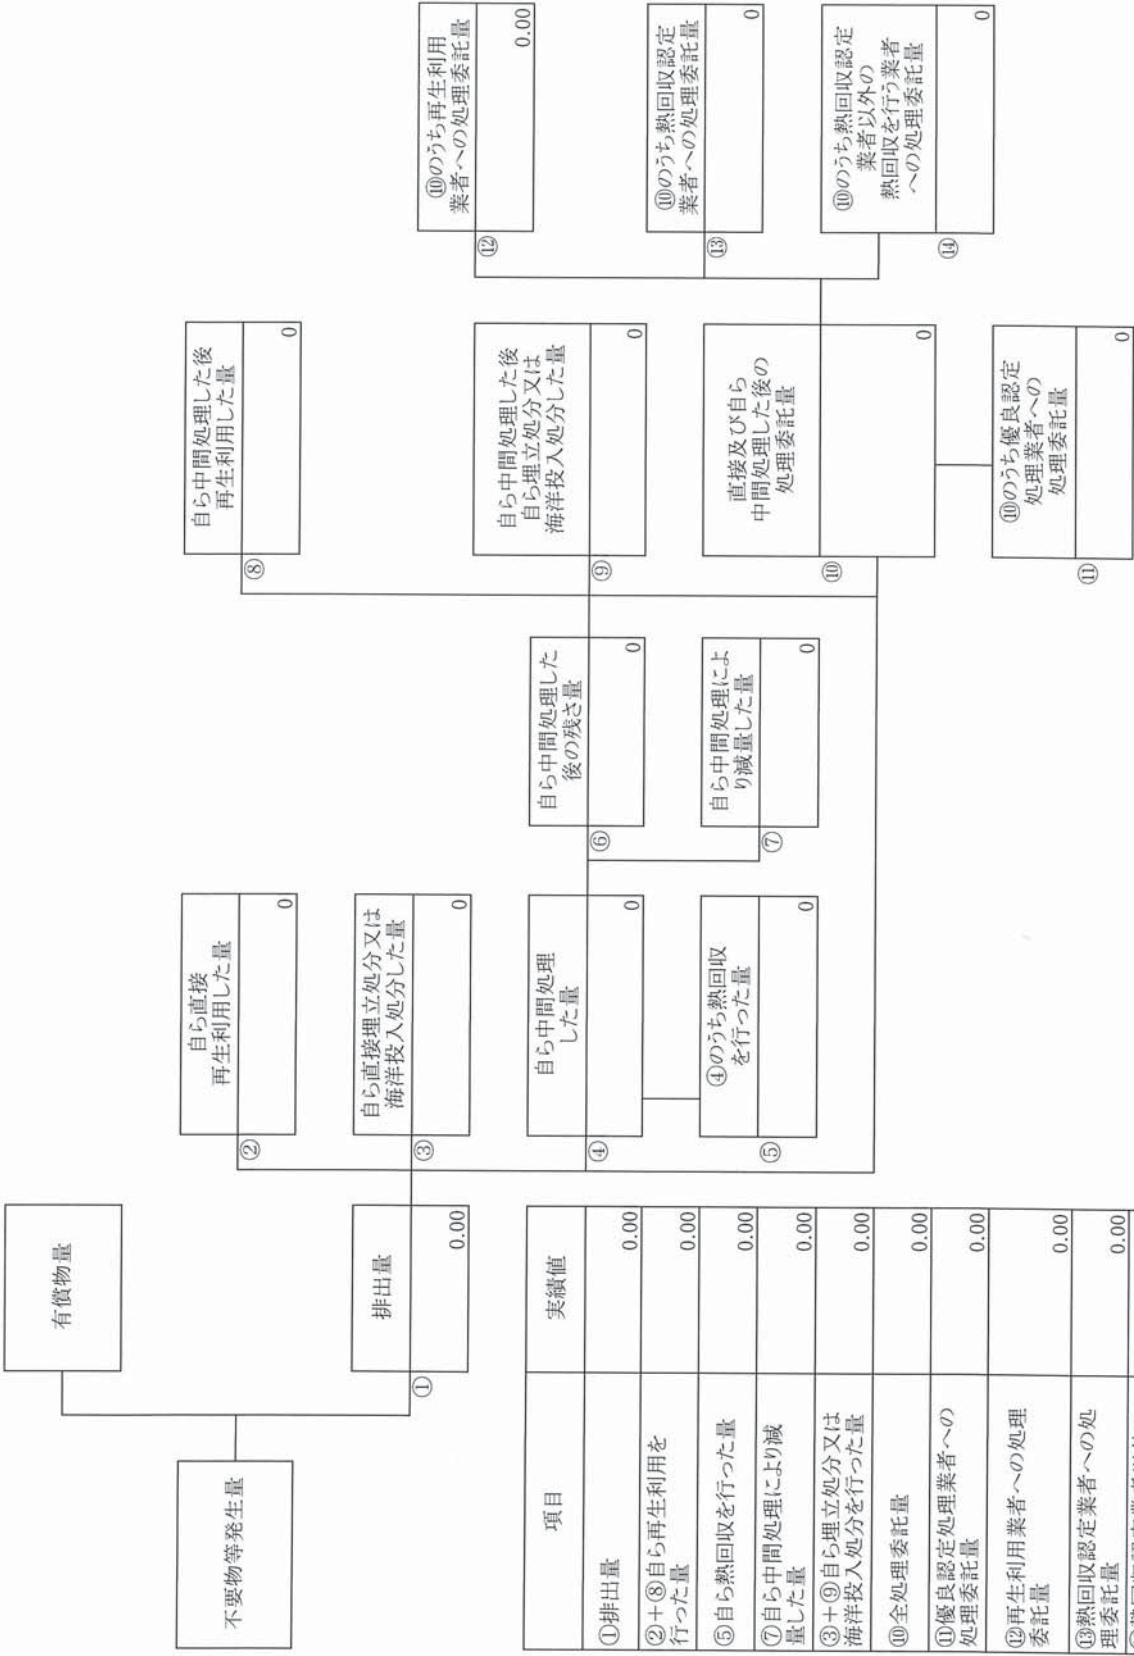 不要物等発生量
有償物量
①
排出量
0.00
②
自ら直接
再生利用した量
0
③
自ら直接埋立処分又は
海洋投入処分した量
0
④
自ら中間処理
した量
0
⑤
④のうち熱回収
を行った量
0
⑥
自ら中間処理した
後の残さ量
0
⑦
自ら中間処理によ
り減量した量
0
⑧
自ら中間処理した後
再生利用した量
0
⑨
自ら中間処理した後
自ら埋立処分又は
海洋投入処分した量
0
⑩
直接及び自ら
中間処理した後の
処理委託量
0
⑪
⑩のうち優良認定
処理業者への
処理委託量
0
⑫
⑩のうち再生利用
業者への処理委託量
0.00
⑬
⑩のうち熱回収認定
業者への処理委託量
0
⑭
⑩のうち熱回収認定
業者以外の
熱回収を行う業者
への処理委託量
0
項目 実績値
①排出量 0.00
②+⑧自ら再生利用を
行った量 0.00
⑤自ら熱回収を行った量 0.00
⑦自ら中間処理により減
量した量 0.00
③+⑨自ら埋立処分又は
海洋投入処分を行った量 0.00
⑩全処理委託量 0.00
⑪優良認定処理業者への
処理委託量 0.00
⑫再生利用業者への処理
委託量 0.00
⑬熱回収認定業者への処
理委託量 0.00